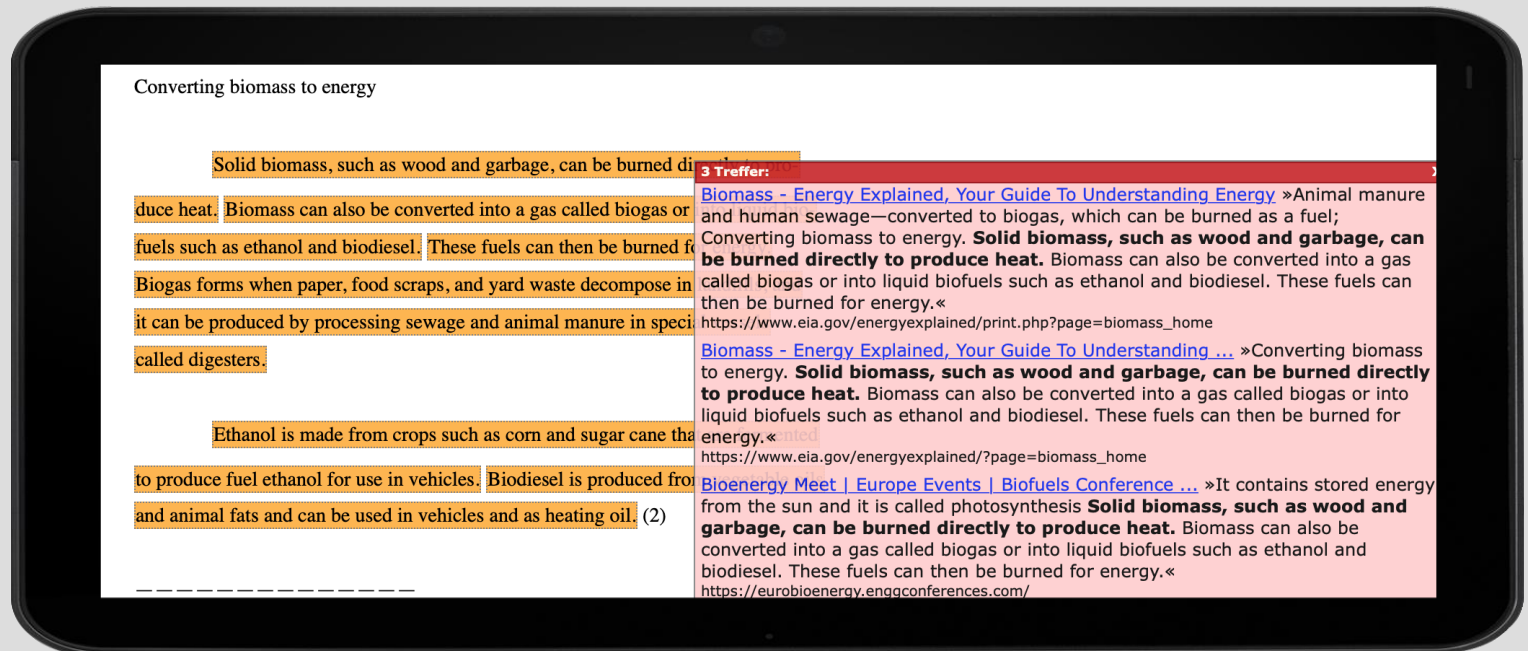 Converting biomass to energy
Solid biomass, such as wood and garbage, can be burned directly to pro-
duce heat. Biomass can also be converted into a gas called biogas or into liquid bio
fuels such as ethanol and biodiesel. These fuels can then be burned for energy.
Biogas forms when paper, food scraps, and yard waste decompose in
it can be produced by processing sewage and animal manure in speci
called digesters.
Ethanol is made from crops such as corn and sugar cane that are fermented
to produce fuel ethanol for use in vehicles. Biodiesel is produced from vegetable oils
and animal fats and can be used in vehicles and as heating oil. (2)
3 Treffer:
Biomass - Energy Explained, Your Guide To Understanding Energy »Animal manure
and human sewage—converted to biogas, which can be burned as a fuel;
Converting biomass to energy. Solid biomass, such as wood and garbage, can
be burned directly to produce heat. Biomass can also be converted into a gas
called biogas or into liquid biofuels such as ethanol and biodiesel. These fuels can
then be burned for energy.«
https://www.eia.gov/energyexplained/print.php?page=biomass_home
Biomass - Energy Explained, Your Guide To Understanding ... »Converting biomass
to energy. Solid biomass, such as wood and garbage, can be burned directly
to produce heat. Biomass can also be converted into a gas called biogas or into
liquid biofuels such as ethanol and biodiesel. These fuels can then be burned for
energy.«
https://www.eia.gov/energyexplained/?page=biomass_home
Bioenergy Meet | Europe Events | Biofuels Conference ... »It contains stored energy
from the sun and it is called photosynthesis Solid biomass, such as wood and
garbage, can be burned directly to produce heat. Biomass can also be
converted into a gas called biogas or into liquid biofuels such as ethanol and
biodiesel. These fuels can then be burned for energy.«
https://eurobioenergy.enggconferences.com/